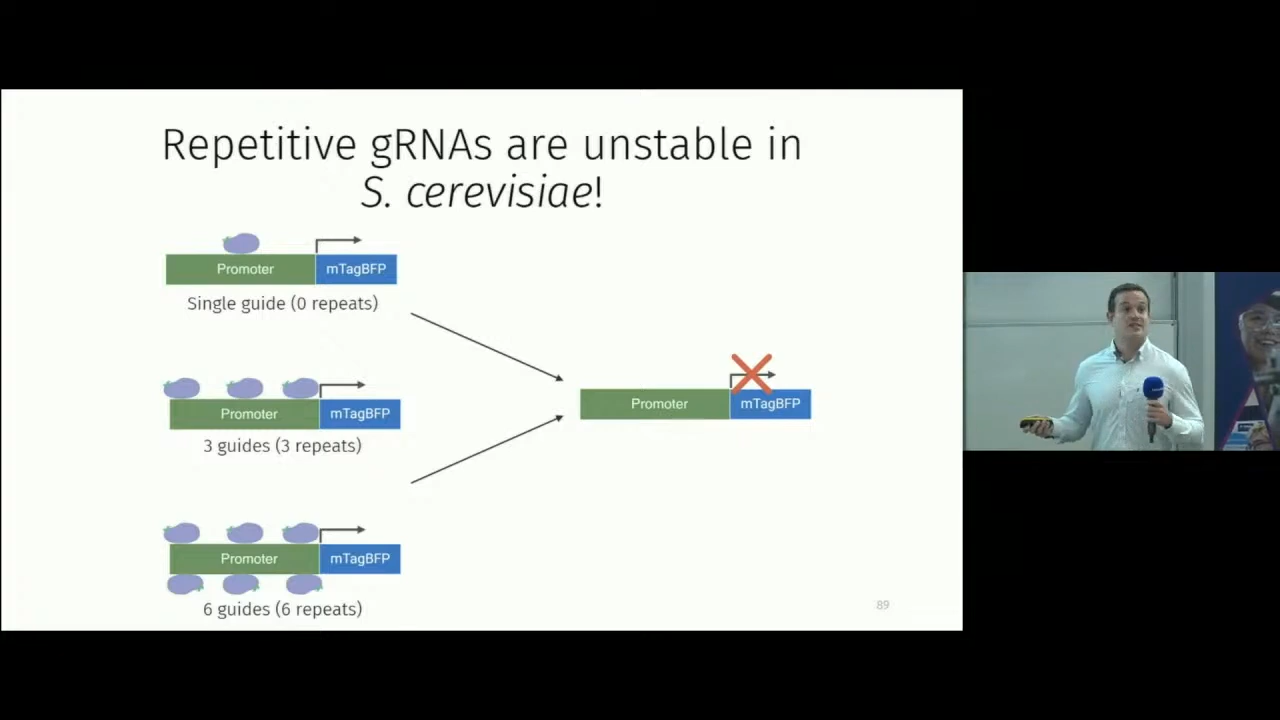 Repetitive gRNAs are unstable in
S. cerevisiae!
Promoter mTagBFP
Single guide (0 repeats)
Promoter mTagBFP
3 guides (3 repeats)
Promoter mTagBFP
Promoter mTagBFP
6 guides (6 repeats)
89